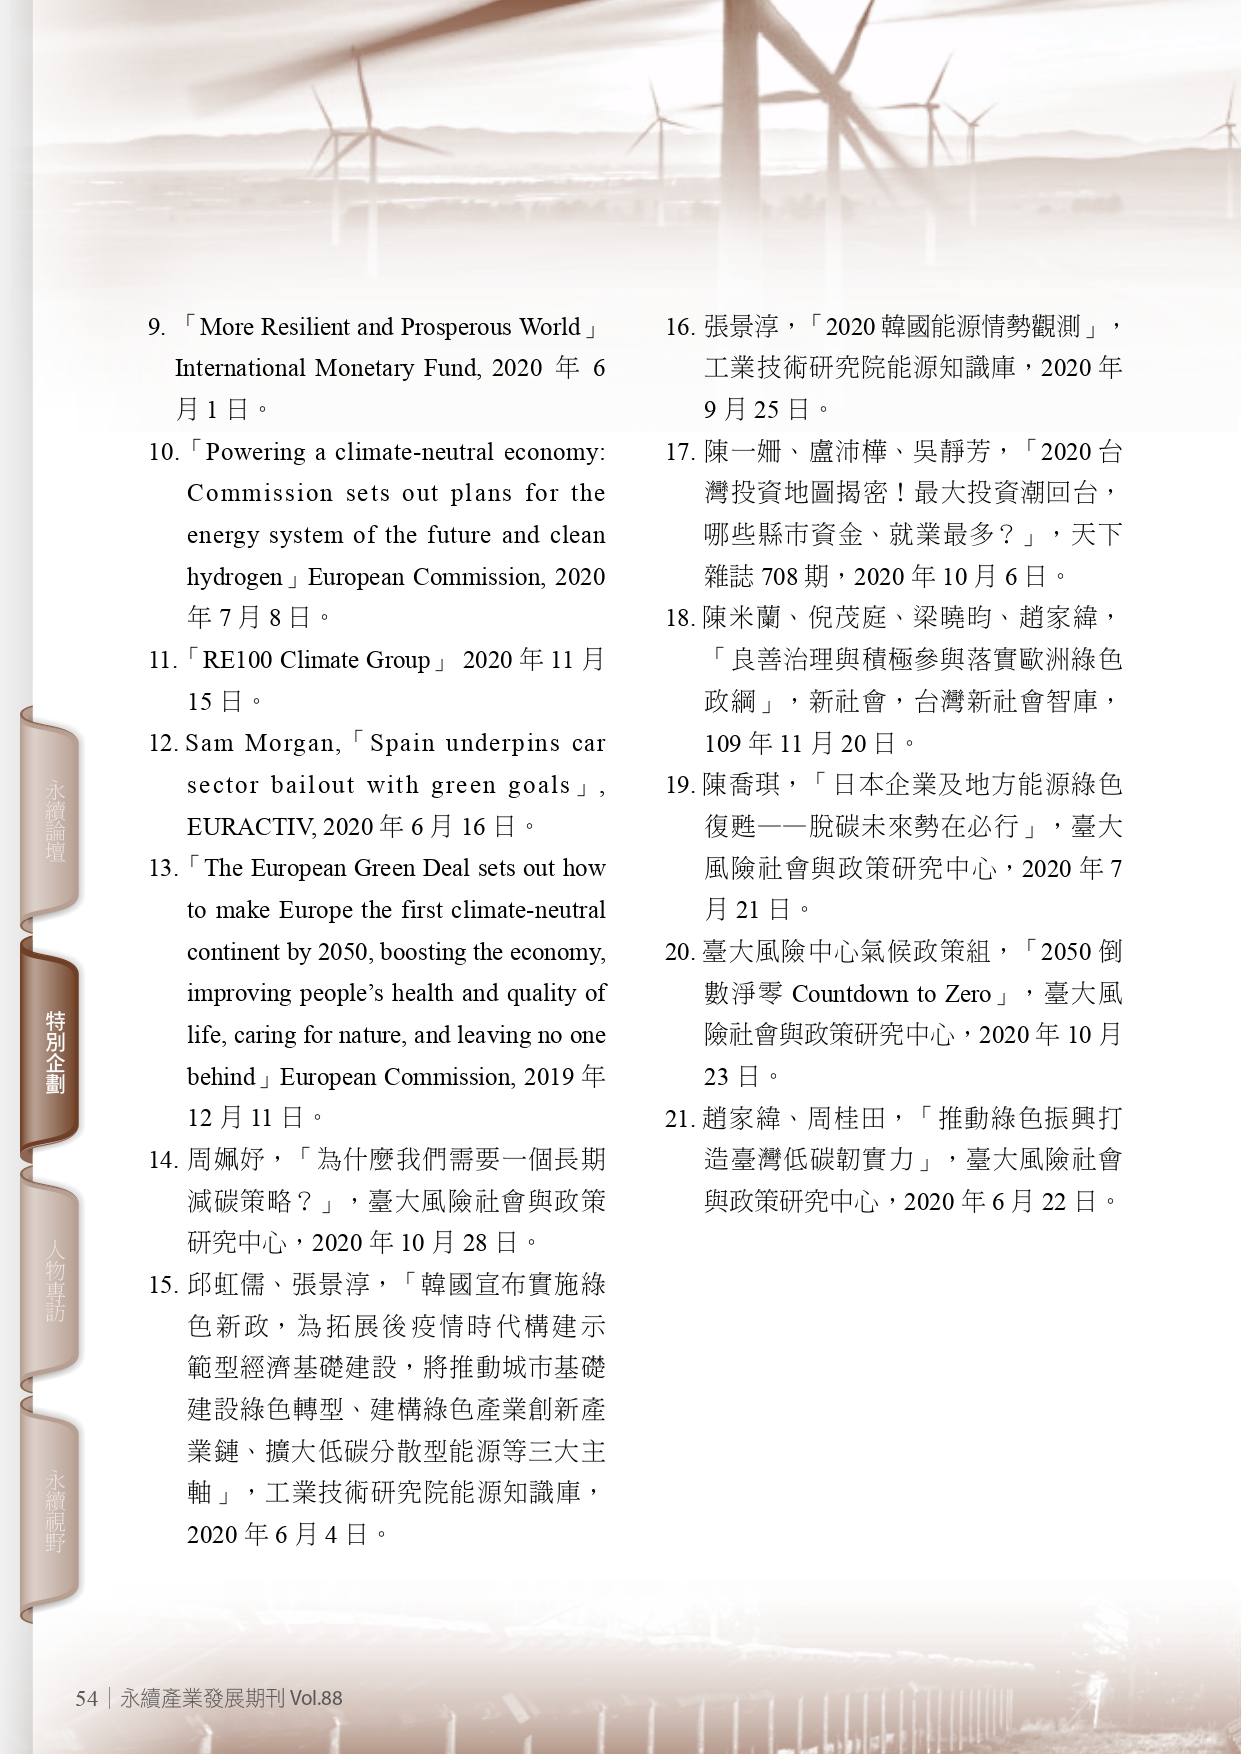 9. 「More Resilient and Prosperous World」
International Monetary Fund, 2020 年 6
月 1 日。
10.「Powering a climate-neutral economy:
Commission sets out plans for the
energy system of the future and clean
hydrogen」European Commission, 2020
年 7 月 8 日。
11.「RE100 Climate Group」 2020 年 11 月
15 日。
12. Sam Morgan,「Spain underpins car
sector bailout with green goals」,
EURACTIV, 2020 年 6 月 16 日。
13.「The European Green Deal sets out how
to make Europe the first climate-neutral
continent by 2050, boosting the economy,
improving people’s health and quality of
life, caring for nature, and leaving no one
behind」European Commission, 2019 年
12 月 11 日。
14. 周姵妤，「為什麼我們需要一個長期
減碳策略？」，臺大風險社會與政策
研究中心，2020 年 10 月 28 日。
15. 邱虹儒、張景淳，「韓國宣布實施綠
色新政，為拓展後疫情時代構建示
範型經濟基礎建設，將推動城市基礎
建設綠色轉型、建構綠色產業創新產
業鏈、擴大低碳分散型能源等三大主
軸」，工業技術研究院能源知識庫，
2020 年 6 月 4 日。
16. 張景淳，「2020 韓國能源情勢觀測」，
工業技術研究院能源知識庫，2020 年
9 月 25 日。
17. 陳一姍、盧沛樺、吳靜芳，「2020 台
灣投資地圖揭密！最大投資潮回台，
哪些縣市資金、就業最多？」，天下
雜誌 708 期，2020 年 10 月 6 日。
18. 陳米蘭、倪茂庭、梁曉昀、趙家緯，
「良善治理與積極參與落實歐洲綠色
政綱」，新社會，台灣新社會智庫，
109 年 11 月 20 日。
19. 陳喬琪，「日本企業及地方能源綠色
復甦——脫碳未來勢在必行」，臺大
風險社會與政策研究中心，2020 年 7
月 21 日。
20. 臺大風險中心氣候政策組，「2050 倒
數淨零 Countdown to Zero」，臺大風
險社會與政策研究中心，2020 年 10 月
23 日。
21. 趙家緯、周桂田，「推動綠色振興打
造臺灣低碳韌實力」，臺大風險社會
與政策研究中心，2020 年 6 月 22 日。
永續論壇
特別企劃
人物專訪
永續視野
54｜永續產業發展期刊 Vol.88